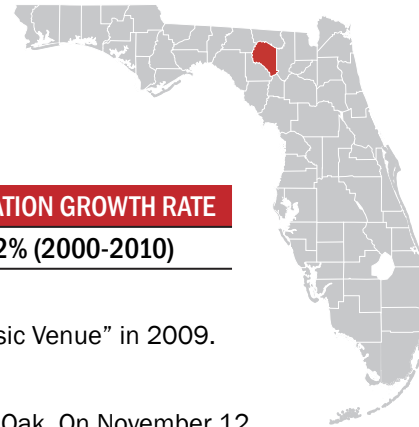 ATION GROWTH RATE
2% (2000-2010)
sic Venue” in 2009.
Oak. On November 12